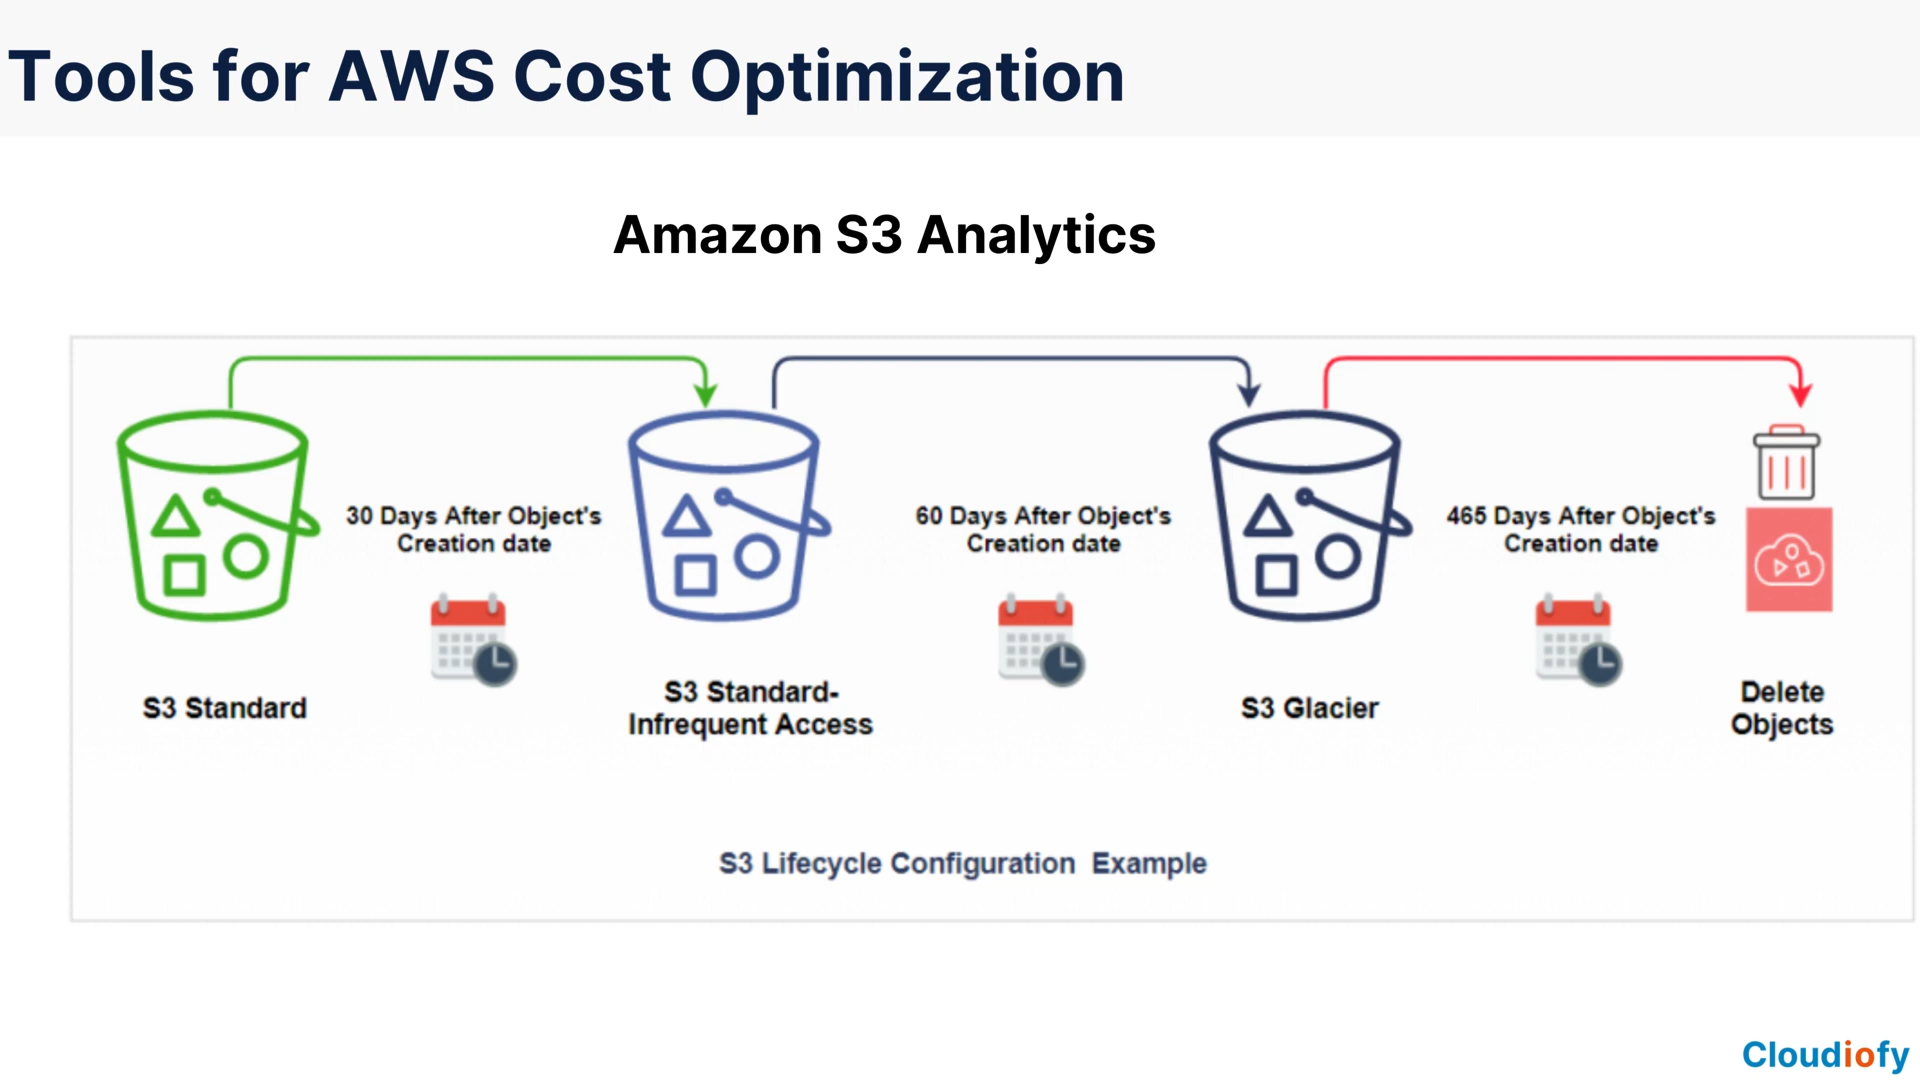 Tools for AWS Cost Optimization
Amazon S3 Analytics
30 Days After Object's
Creation date
60 Days After Object's
Creation date
465 Days After Object's
Creation date
S3 Standard
S3 Standard-
Infrequent Access
S3 Glacier
Delete
Objects
S3 Lifecycle Configuration Example
Cloudiofy